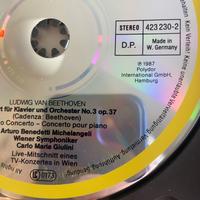 STEREO 423 230-2
D.P. Made in
W. Germany
℗ 1987
Polydor
International GmbH,
Hamburg
LUDWIG VAN BEETHOVEN
t für Klavier und Orchester No. 3 op. 37
(Cadenza: Beethoven)
o Concerto – Concerto per piano
Arturo Benedetti Michelangeli
Wiener Symphoniker
Carlo Maria Giulini
Live-Mitschnitt eines
TV-Konzertes in Wien